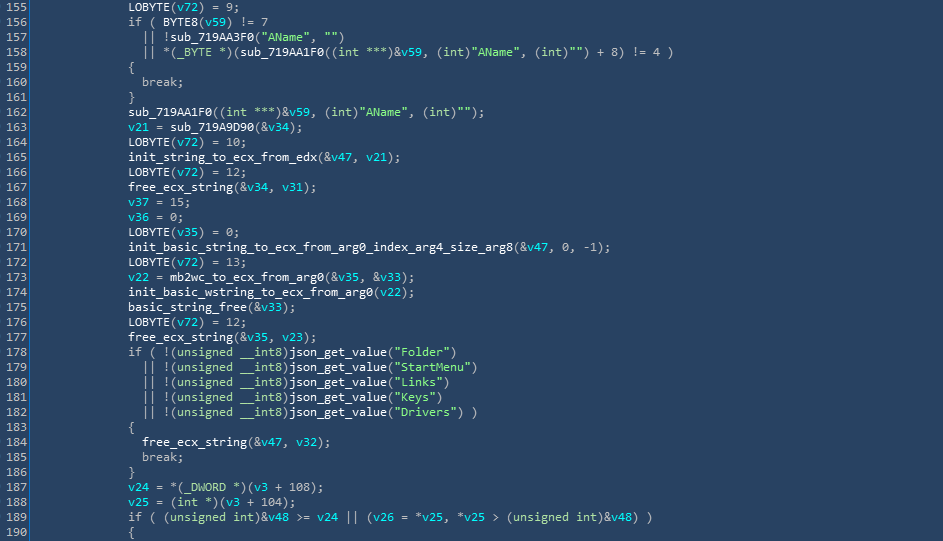 155 LOBYTE(v72) = 9;
156 if ( BYTE8(v59) != 7
157 || !sub_719AA3F0("AName", "")
158 || *(_BYTE *)(sub_719AA1F0((int ***)&v59, (int)"AName", (int)"") + 8) != 4 )
159 {
160 break;
161 }
162 sub_719AA1F0((int ***)&v59, (int)"AName", (int)"");
163 v21 = sub_719A9D90(&v34);
164 LOBYTE(v72) = 10;
165 init_string_to_ecx_from_edx(&v47, v21);
166 LOBYTE(v72) = 12;
167 free_ecx_string(&v34, v31);
168 v37 = 15;
169 v36 = 0;
170 LOBYTE(v35) = 0;
171 init_basic_string_to_ecx_from_arg0_index_arg4_size_arg8(&v47, 0, -1);
172 LOBYTE(v72) = 13;
173 v22 = mb2wc_to_ecx_from_arg0(&v35, &v33);
174 init_basic_wstring_to_ecx_from_arg0(v22);
175 basic_string_free(&v33);
176 LOBYTE(v72) = 12;
177 free_ecx_string(&v35, v23);
178 if ( !(unsigned __int8)json_get_value("Folder")
179 || !(unsigned __int8)json_get_value("StartMenu")
180 || !(unsigned __int8)json_get_value("Links")
181 || !(unsigned __int8)json_get_value("Keys")
182 || !(unsigned __int8)json_get_value("Drivers") )
183 {
184 free_ecx_string(&v47, v32);
185 break;
186 }
187 v24 = *(_DWORD *)(v3 + 108);
188 v25 = (int *)(v3 + 104);
189 if ( (unsigned int)&v48 >= v24 || (v26 = *v25, *v25 > (unsigned int)&v48) )
190 {